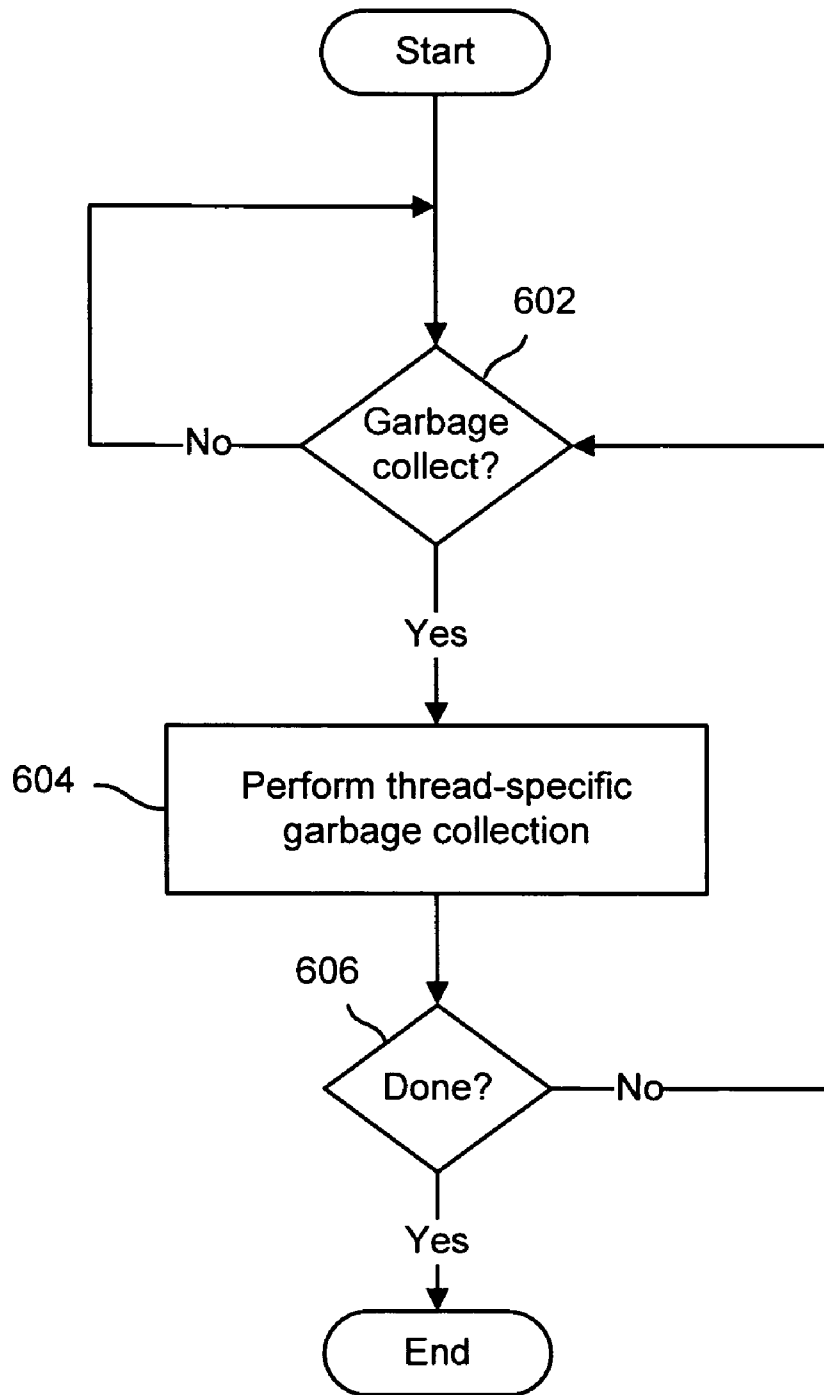 Start
602
Garbage
collect?
No
Yes
604
Perform thread-specific
garbage collection
606
Done?
No
Yes
End